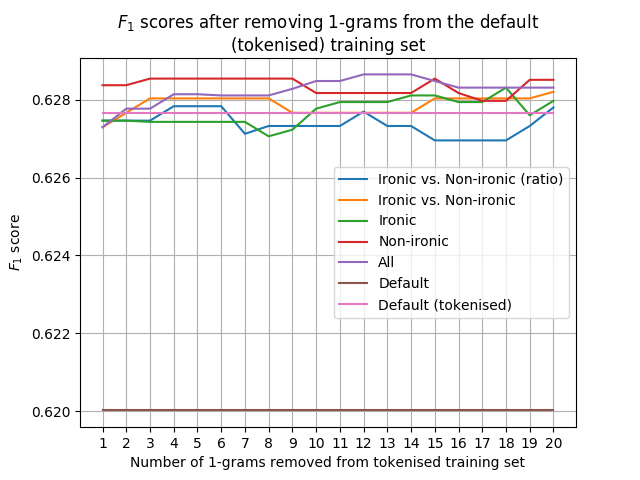 F₁ scores after removing 1-grams from the default
(tokenised) training set
F₁ score
0.628
0.626
0.624
0.622
0.620
Ironic vs. Non-ironic (ratio)
Ironic vs. Non-ironic
Ironic
Non-ironic
All
Default
Default (tokenised)
1 2 3 4 5 6 7 8 9 10 11 12 13 14 15 16 17 18 19 20
Number of 1-grams removed from tokenised training set